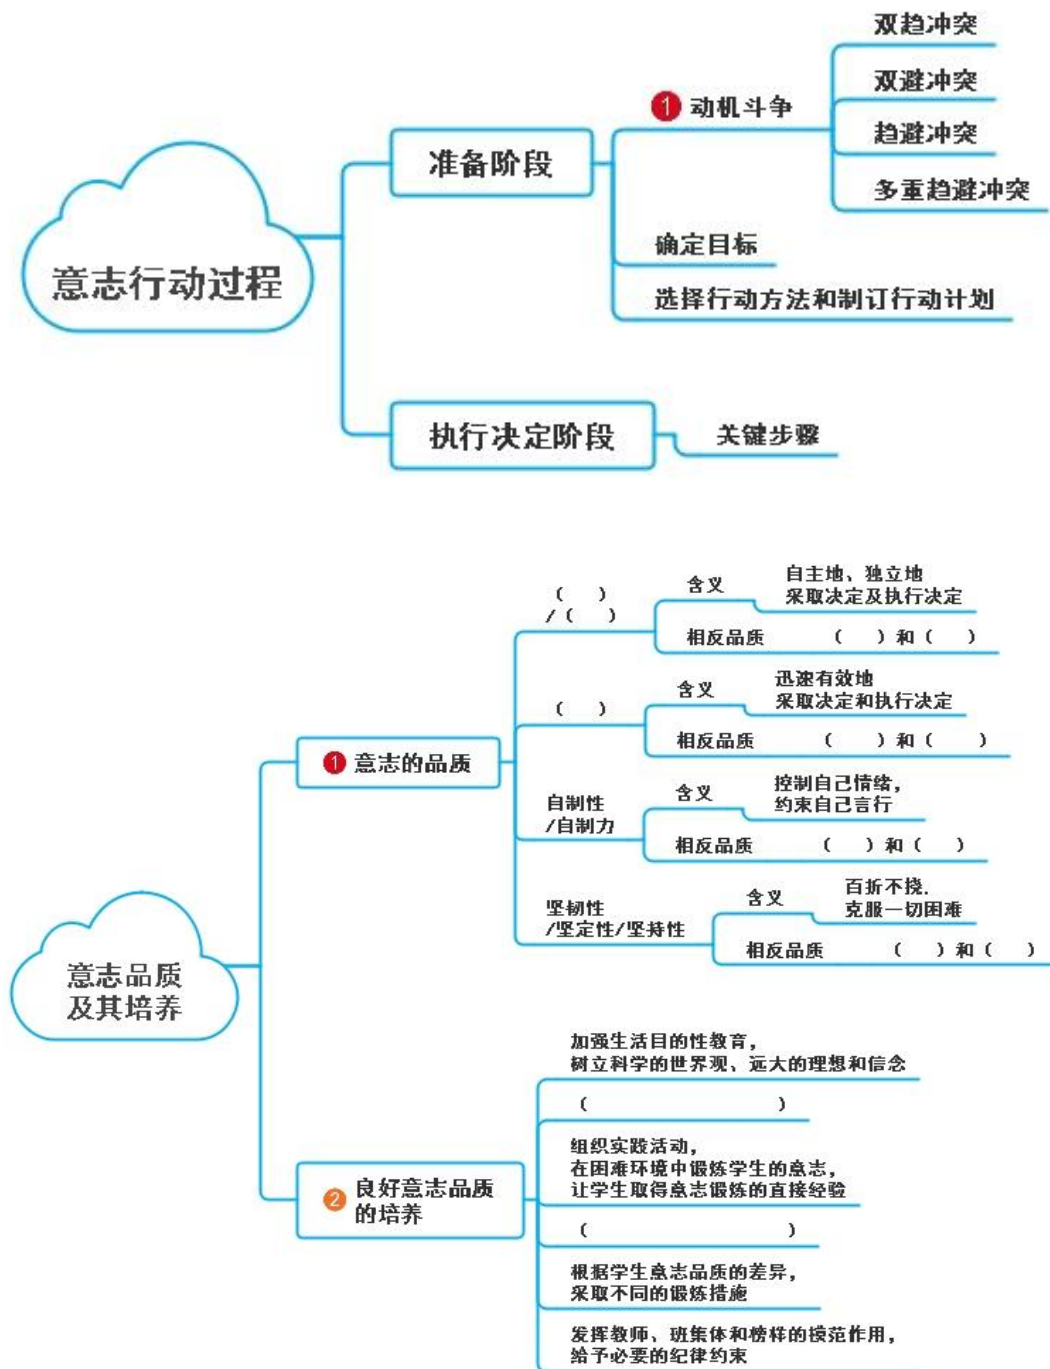 意志行动过程
准备阶段
1 动机斗争
双趋冲突
双避冲突
趋避冲突
多重趋避冲突
确定目标
选择行动方法和制订行动计划
执行决定阶段
关键步骤
意志品质
及其培养
1 意志的品质
( )
/ ( )
含义
自主地、独立地
采取决定及执行决定
相反品质 ( ) 和 ( )
( )
含义
迅速有效地
采取决定和执行决定
相反品质 ( ) 和 ( )
自制性
/自制力
含义
控制自己情绪,
约束自己言行
相反品质 ( ) 和 ( )
坚韧性
/坚定性/坚持性
含义
百折不挠.
克服一切困难
相反品质 ( ) 和 ( )
2 良好意志品质
的培养
加强生活目的性教育,
树立科学的世界观、远大的理想和信念
( )
组织实践活动,
在困难环境中锻炼学生的意志,
让学生取得意志锻炼的直接经验
( )
根据学生意志品质的差异,
采取不同的锻炼措施
发挥教师、班集体和榜样的模范作用,
给予必要的纪律约束